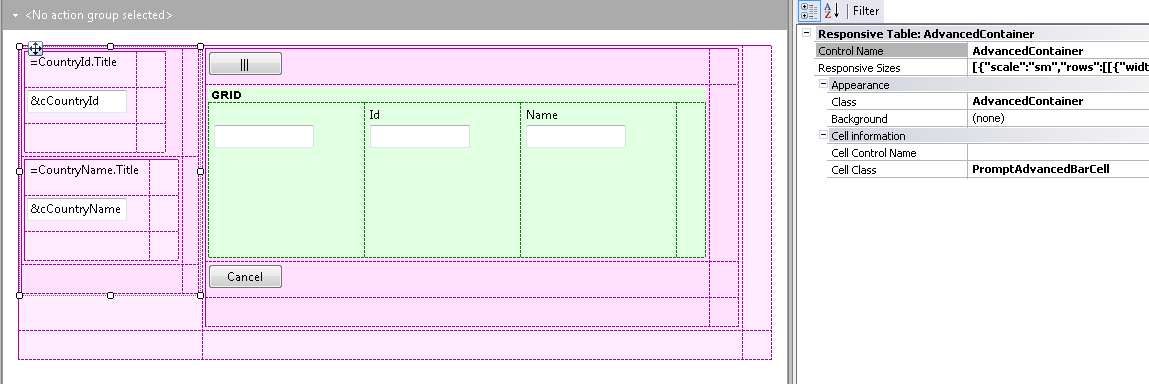 <No action group selected>
=CountryId.Title
&cCountryId
=CountryName.Title
&cCountryName
|||
GRID
Id
Name
Cancel
Filter
Responsive Table: AdvancedContainer
Control Name AdvancedContainer
Responsive Sizes [{"scale":"sm","rows":[[{"widt
Appearance
Class AdvancedContainer
Background (none)
Cell information
Cell Control Name
Cell Class PromptAdvancedBarCell